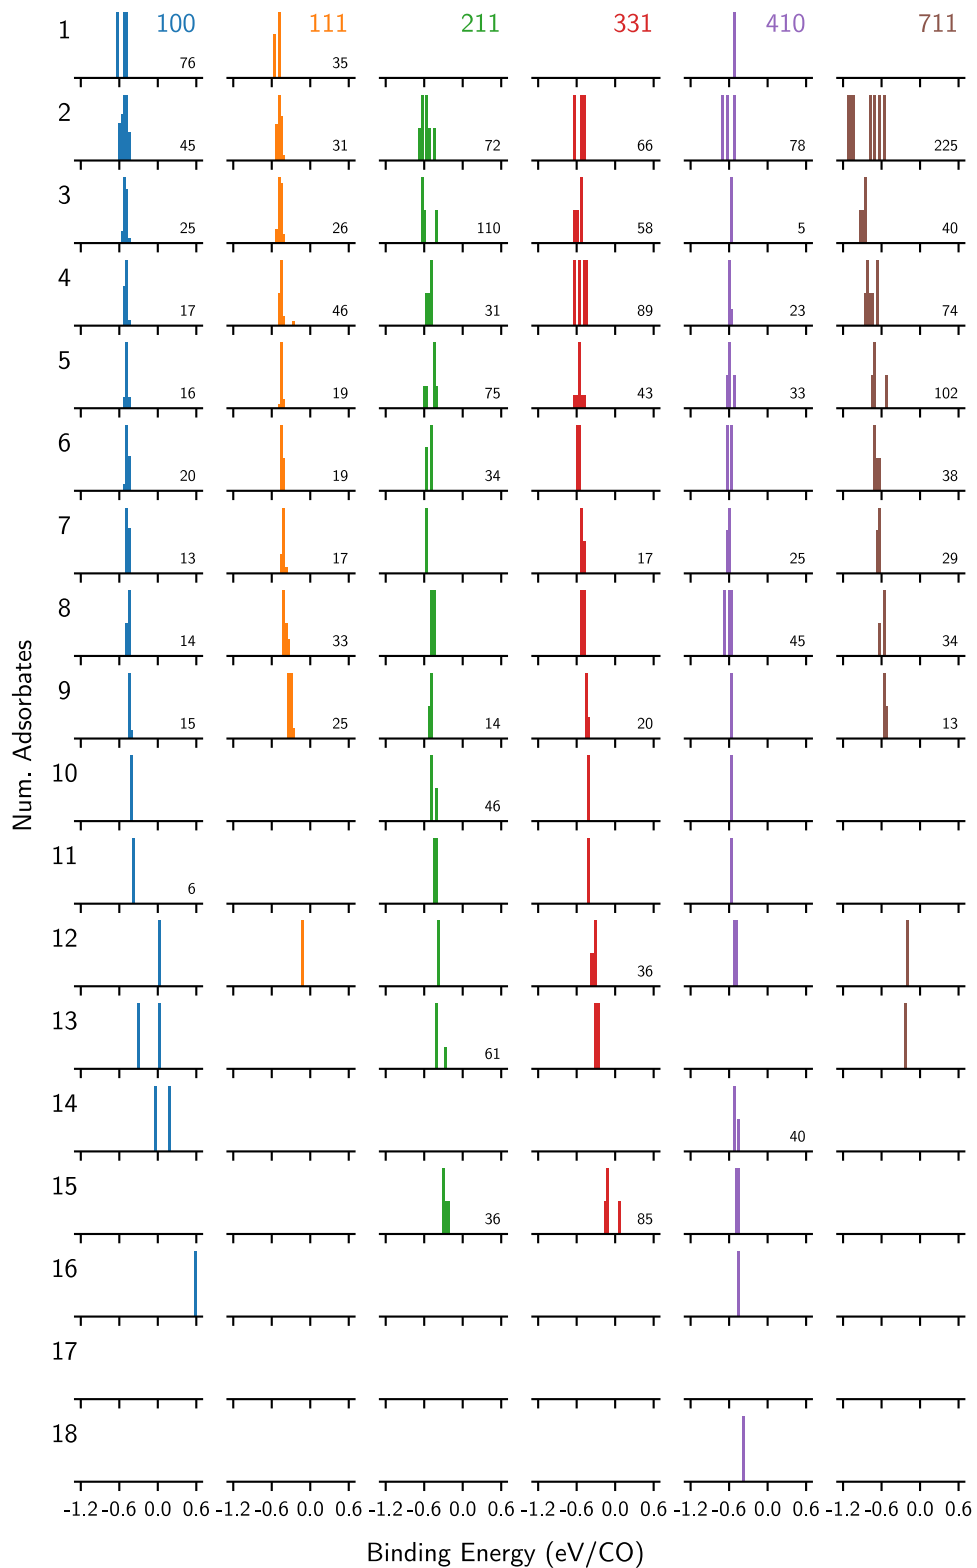 1 100 111 211 331 410 711
76 35
2 45 31 72 66 78 225
3 25 26 110 58 5 40
4 17 46 31 89 23 74
5 16 19 75 43 33 102
6 20 19 34 38
7 13 17 17 25 29
8 14 33 45 34
9 15 25 14 20 13
10 46
11 6
12 36
13 61
14 40
15 36 85
16
17
18
Num. Adsorbates
-1.2 -0.6 0.0 0.6 -1.2 -0.6 0.0 0.6 -1.2 -0.6 0.0 0.6 -1.2 -0.6 0.0 0.6 -1.2 -0.6 0.0 0.6 -1.2 -0.6 0.0 0.6
Binding Energy (eV/CO)